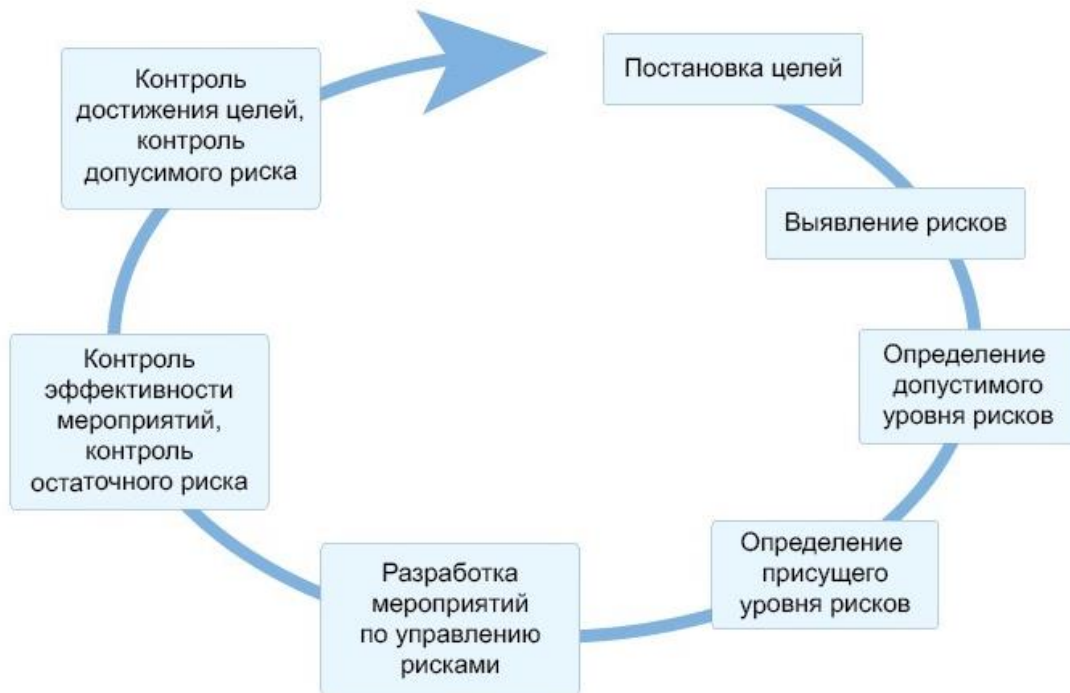 Постановка целей
Выявление рисков
Определение
допустимого
уровня рисков
Определение
присущего
уровня рисков
Разработка
мероприятий
по управлению
рисками
Контроль
эффективности
мероприятий,
контроль
остаточного риска
Контроль
достижения целей,
контроль
допусимого риска